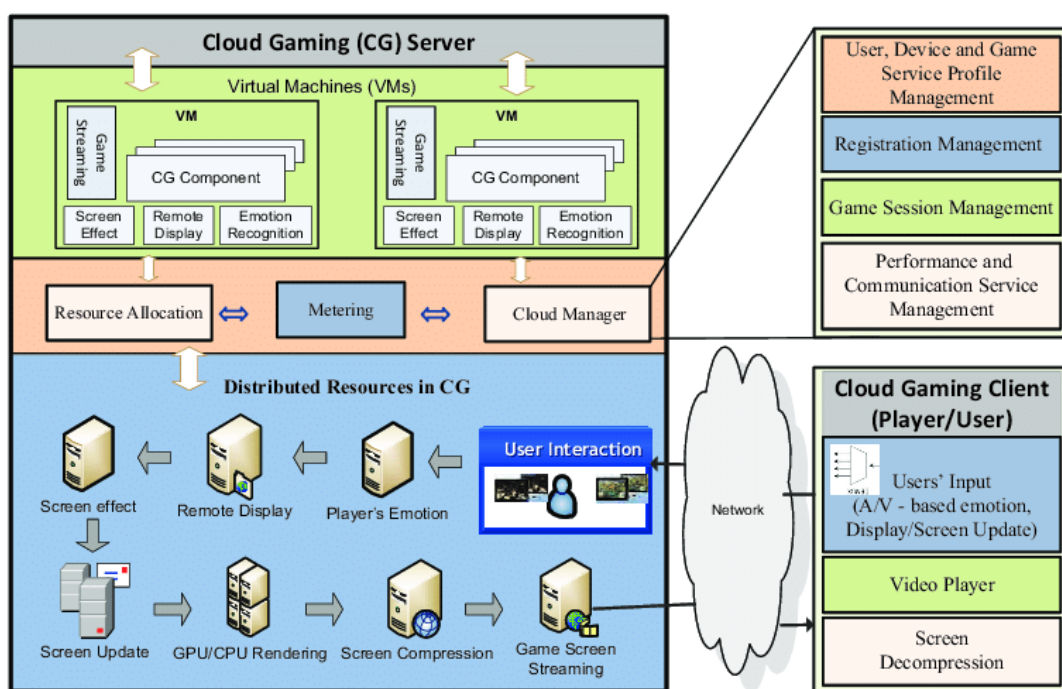 Cloud Gaming (CG) Server
Virtual Machines (VMs)
VM
Game
Streaming
CG Component
Screen
Effect
Remote
Display
Emotion
Recognition
VM
Game
Streaming
CG Component
Screen
Effect
Remote
Display
Emotion
Recognition
Resource Allocation
Metering
Cloud Manager
User, Device and Game
Service Profile
Management
Registration Management
Game Session Management
Performance and
Communication Service
Management
Distributed Resources in CG
User Interaction
Player's Emotion
Remote Display
Screen effect
Screen Update
GPU/CPU Rendering
Screen Compression
Game Screen
Streaming
Network
Cloud Gaming Client
(Player/User)
Users' Input
(A/V - based emotion,
Display/Screen Update)
Video Player
Screen
Decompression